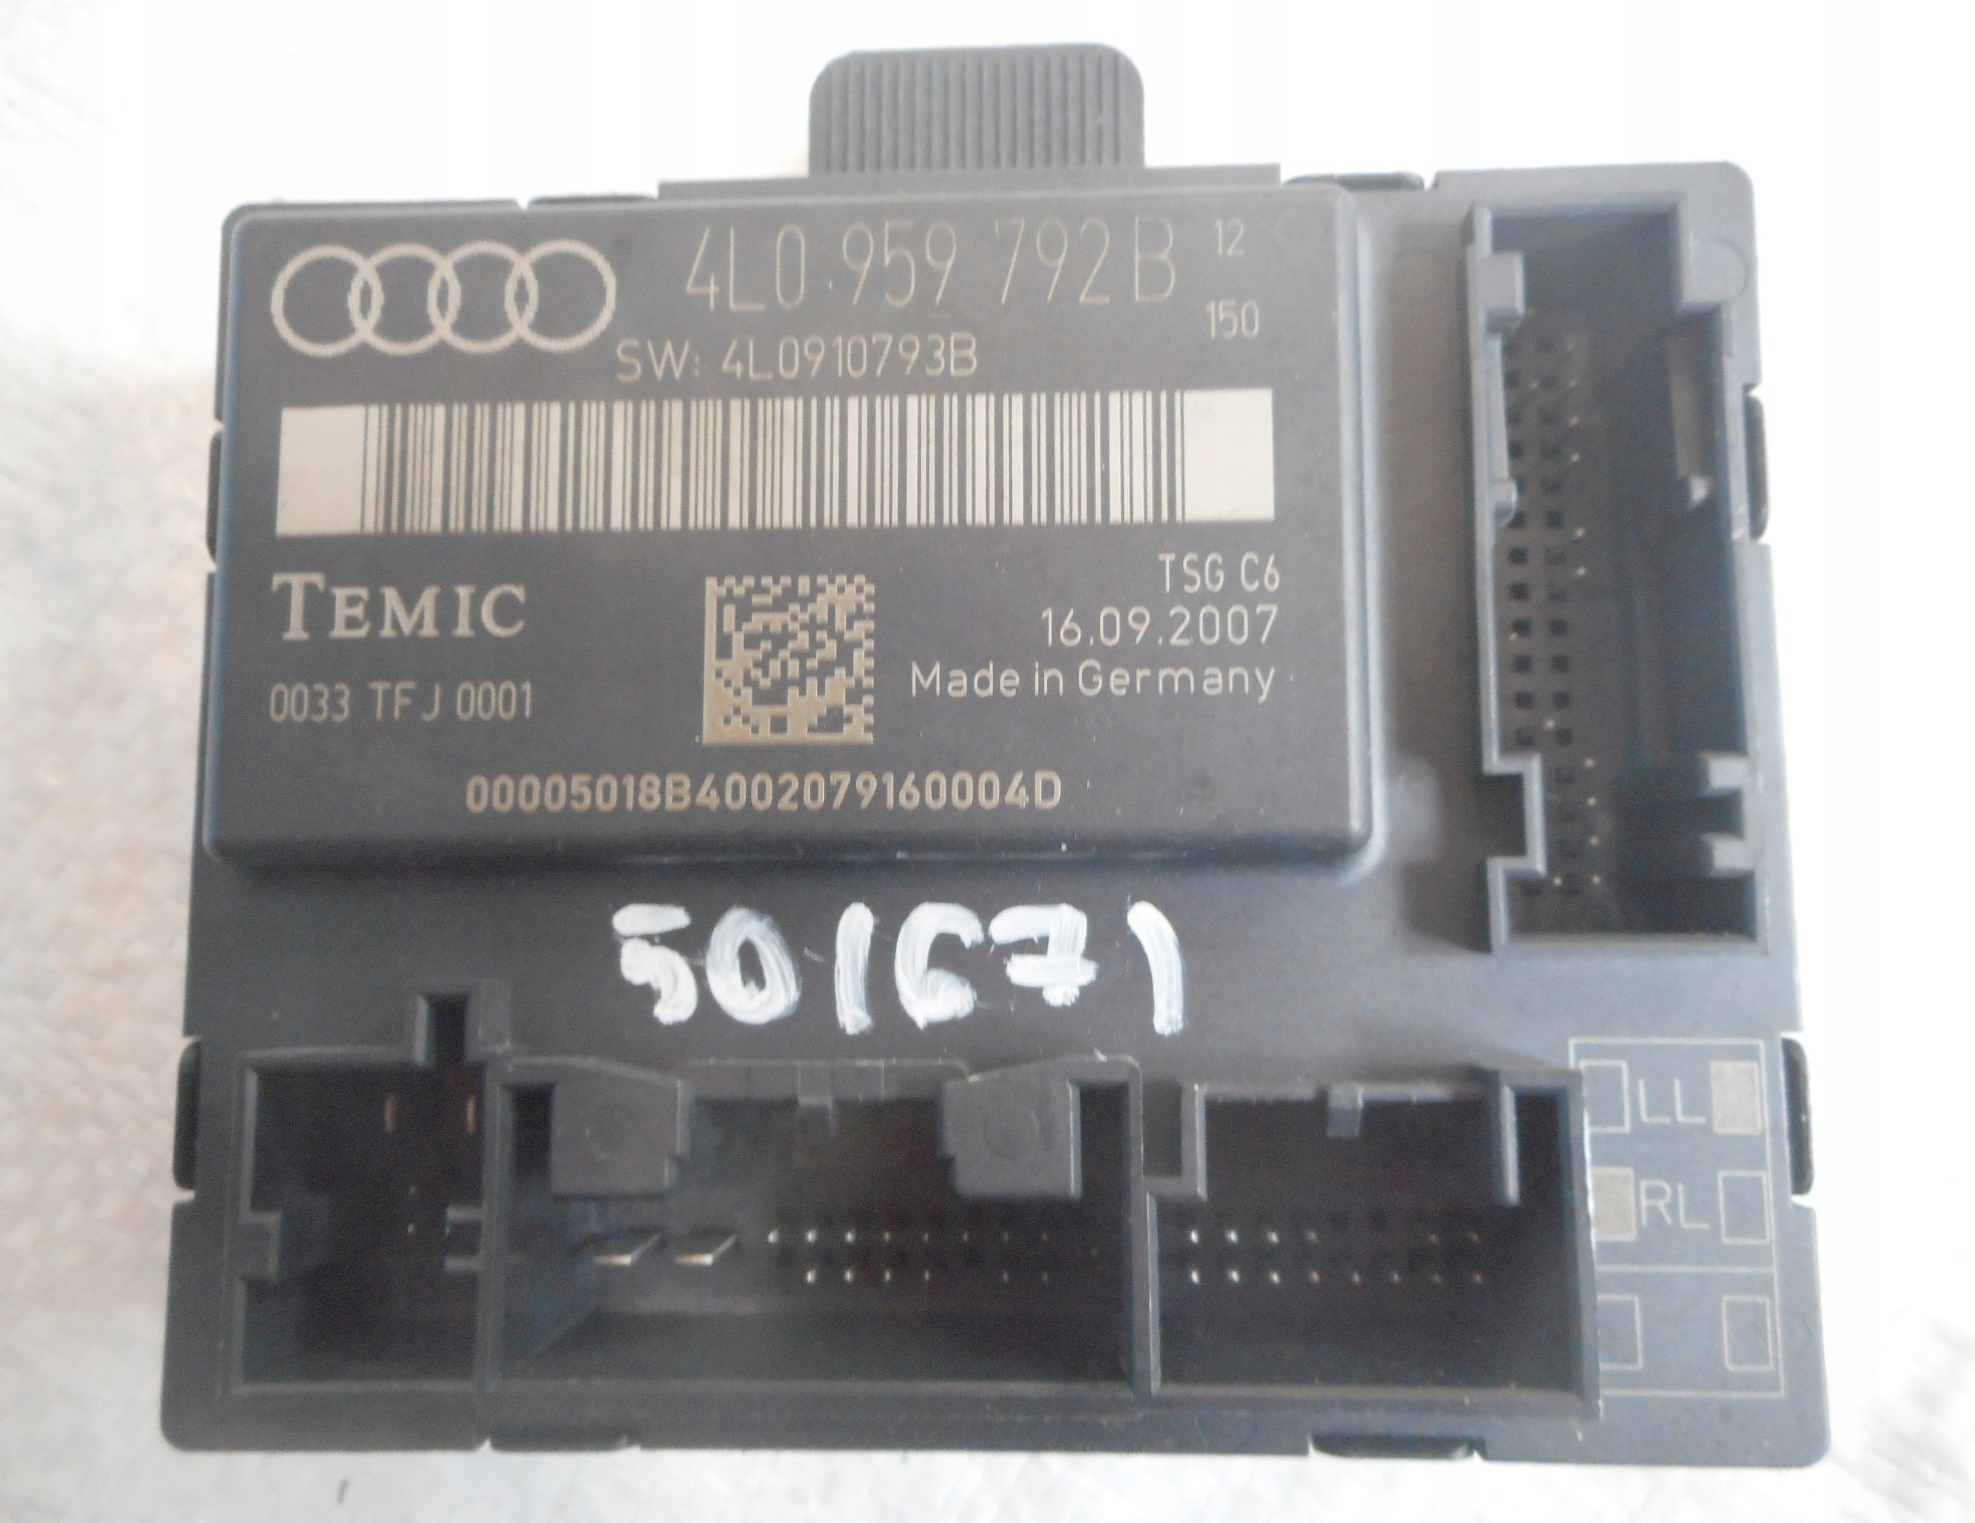 4L0 959 792 B 12
150
SW: 4L0910793B
TEMIC
TSG C6
16.09.2007
Made in Germany
0033 TFJ 0001
00005018B4002079160004D
501671
LL
RL